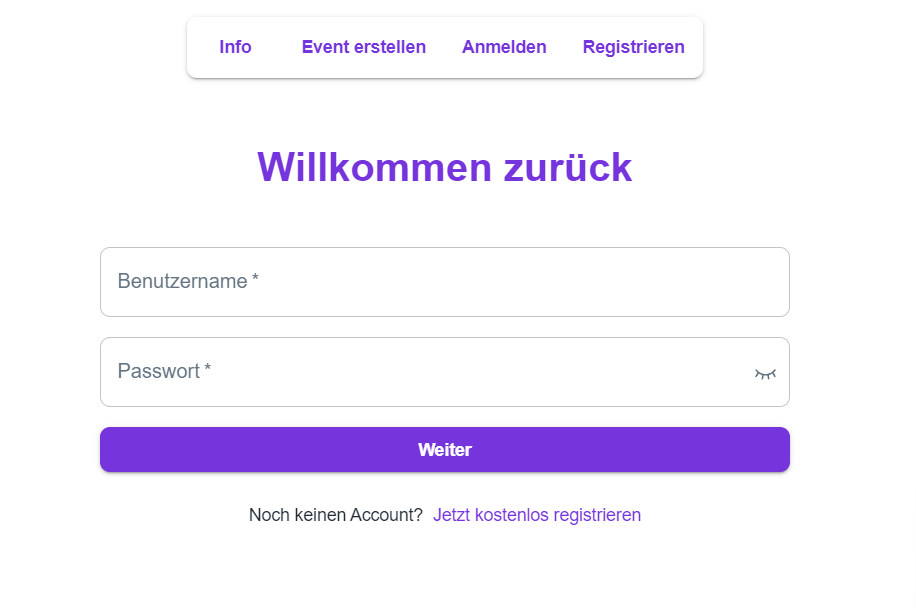 Info Event erstellen Anmelden Registrieren
Willkommen zurück
Benutzername *
Passwort *
Weiter
Noch keinen Account? Jetzt kostenlos registrieren